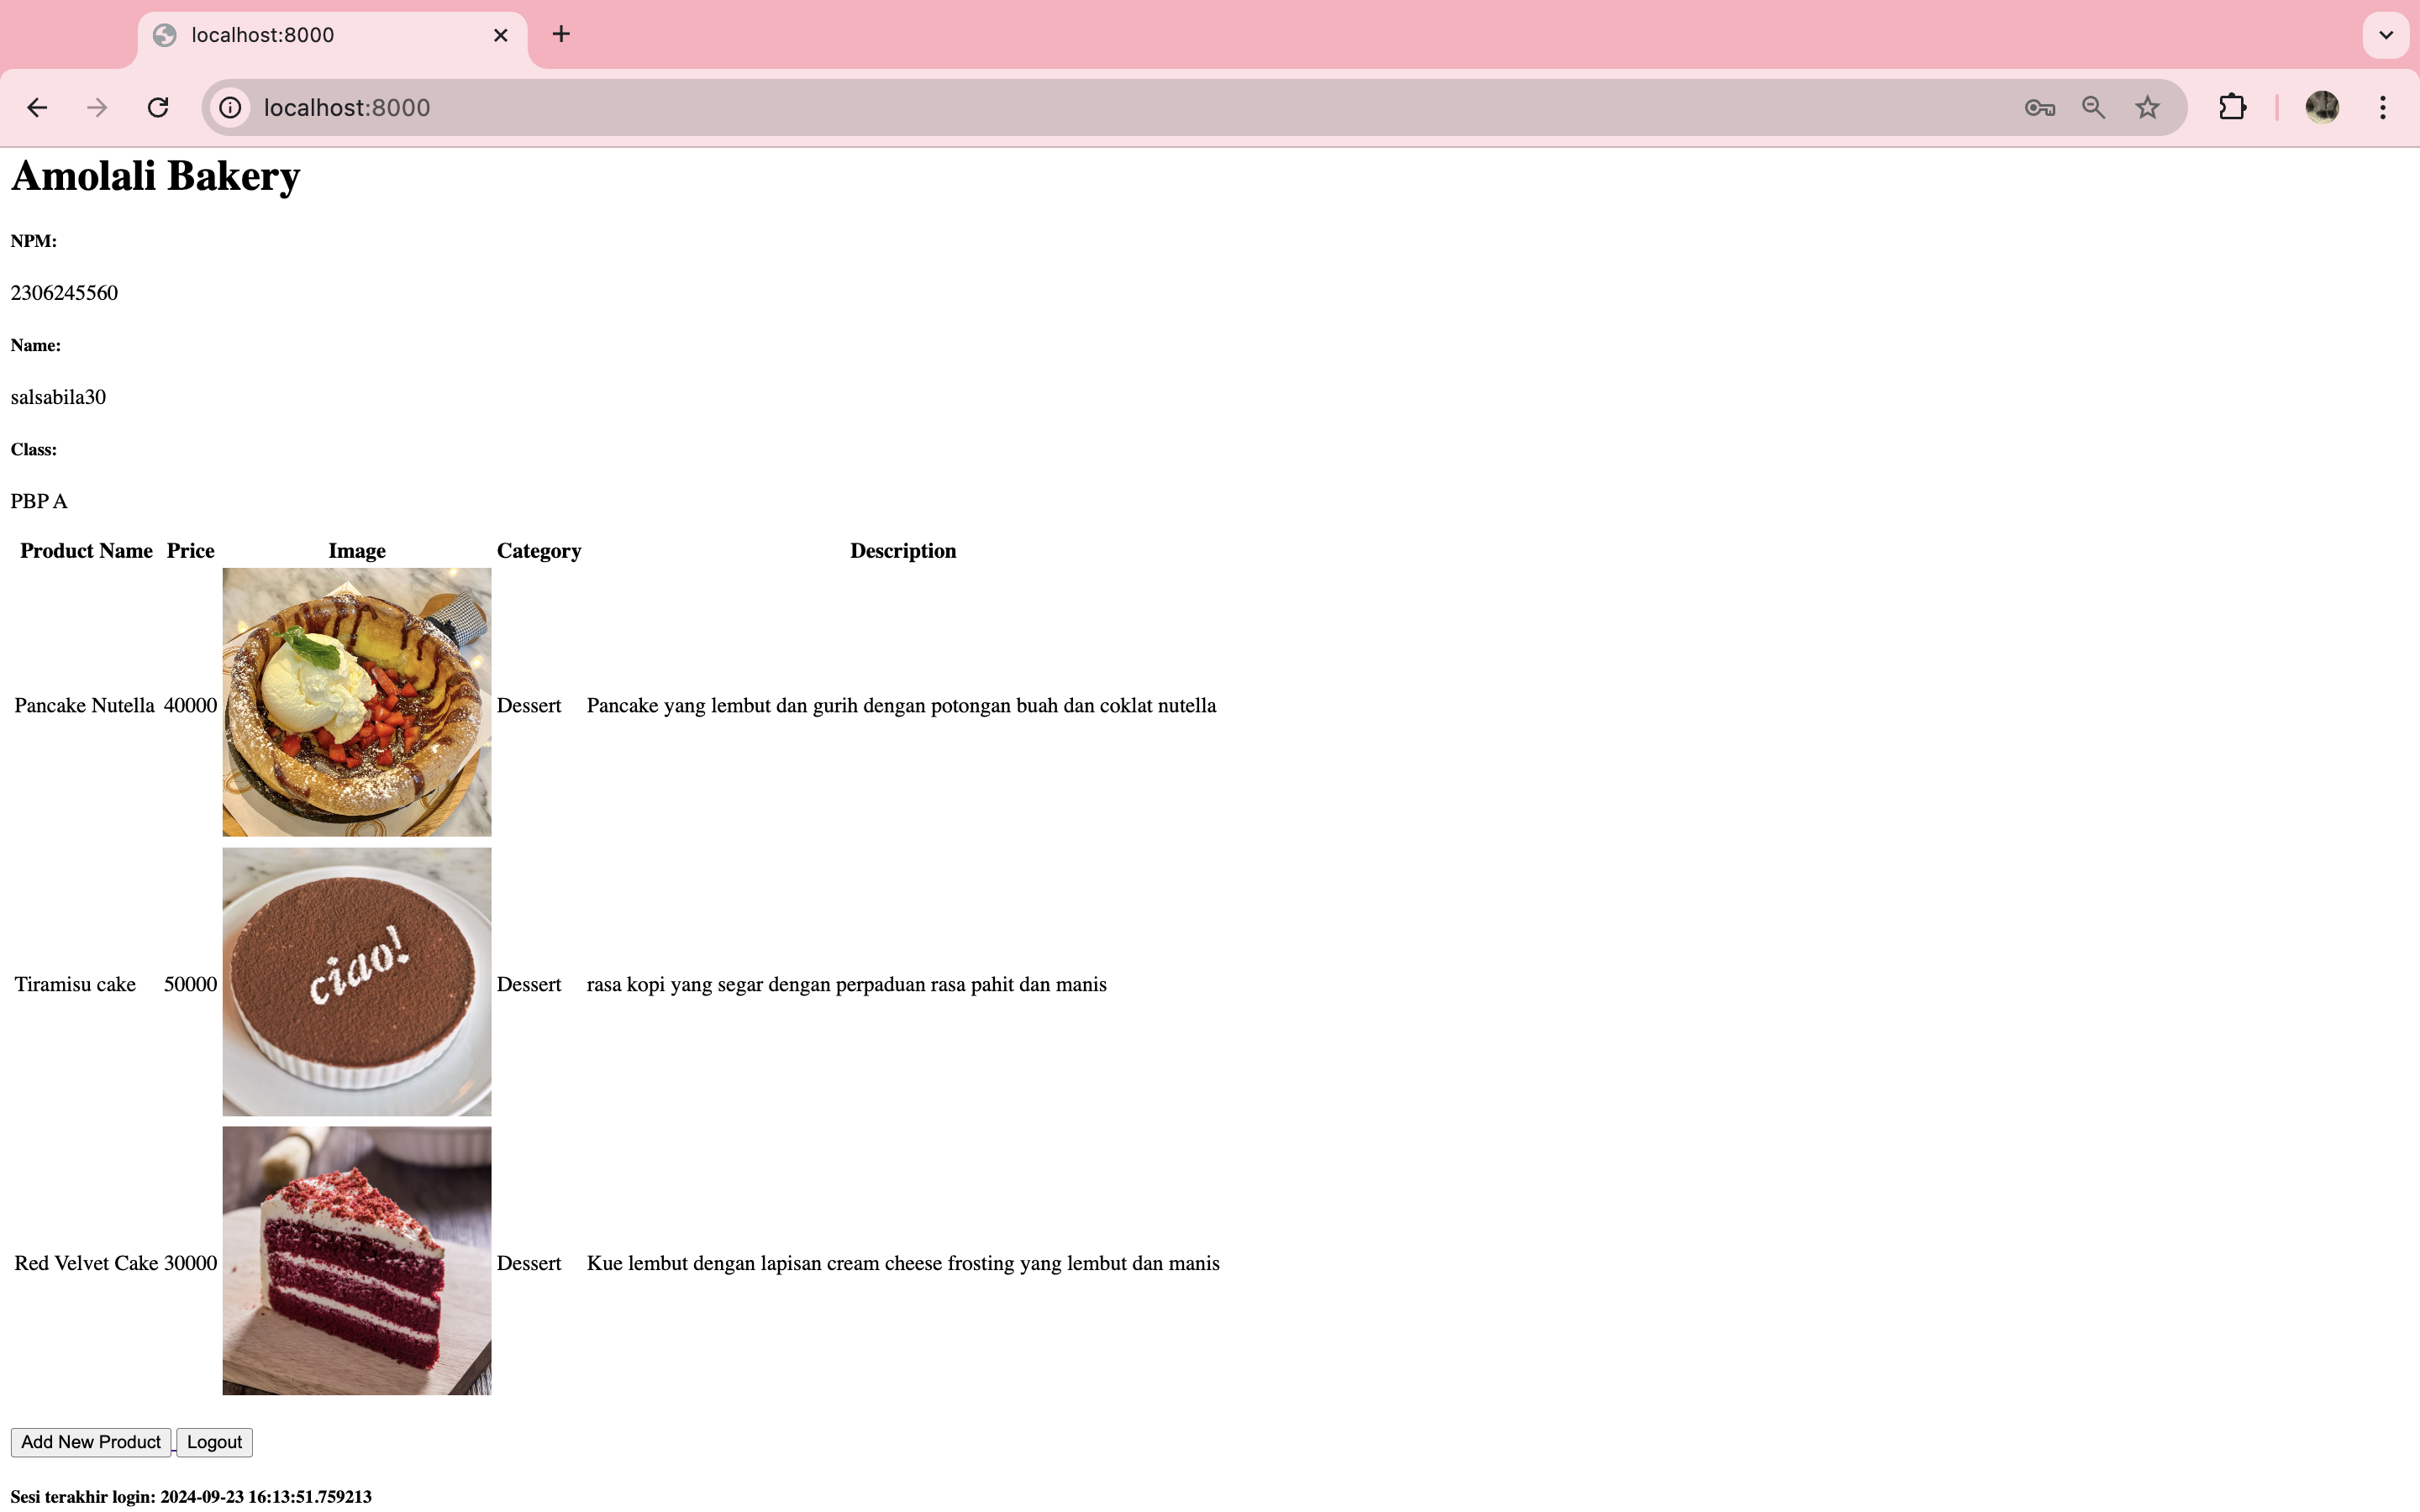 localhost:8000
localhost:8000
Amolali Bakery
NPM:
2306245560
Name:
salsabila30
Class:
PBP A
Product Name Price Image Category Description
Pancake Nutella 40000 Dessert Pancake yang lembut dan gurih dengan potongan buah dan coklat nutella
ciao!
Tiramisu cake 50000 Dessert rasa kopi yang segar dengan perpaduan rasa pahit dan manis
Red Velvet Cake 30000 Dessert Kue lembut dengan lapisan cream cheese frosting yang lembut dan manis
Add New Product Logout
Sesi terakhir login: 2024-09-23 16:13:51.759213